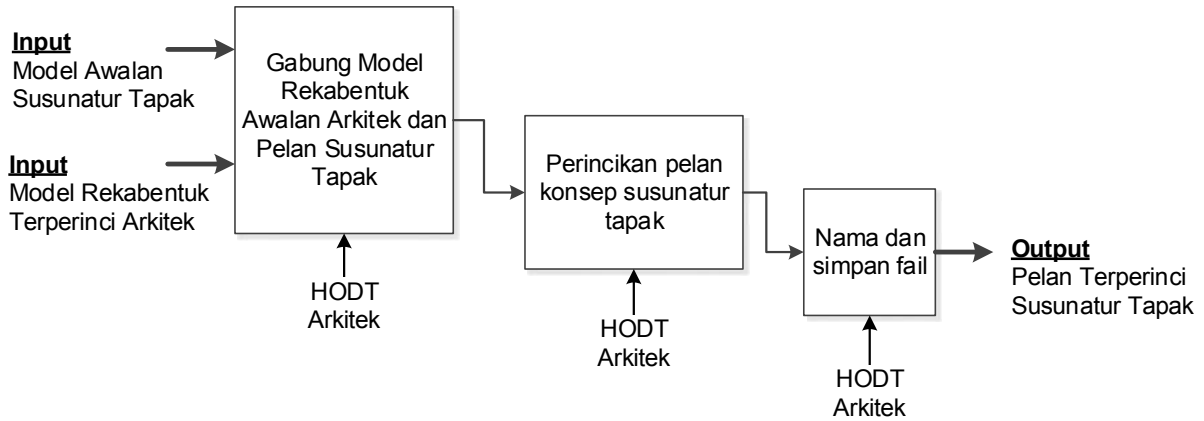 Input
Model Awalan
Susunatur Tapak
Input
Model Rekabentuk
Terperinci Arkitek
Gabung Model
Rekabentuk
Awalan Arkitek dan
Pelan Susunatur
Tapak
HODT
Arkitek
Perincikan pelan
konsep susunatur
tapak
HODT
Arkitek
Nama dan
simpan fail
HODT
Arkitek
Output
Pelan Terperinci
Susunatur Tapak